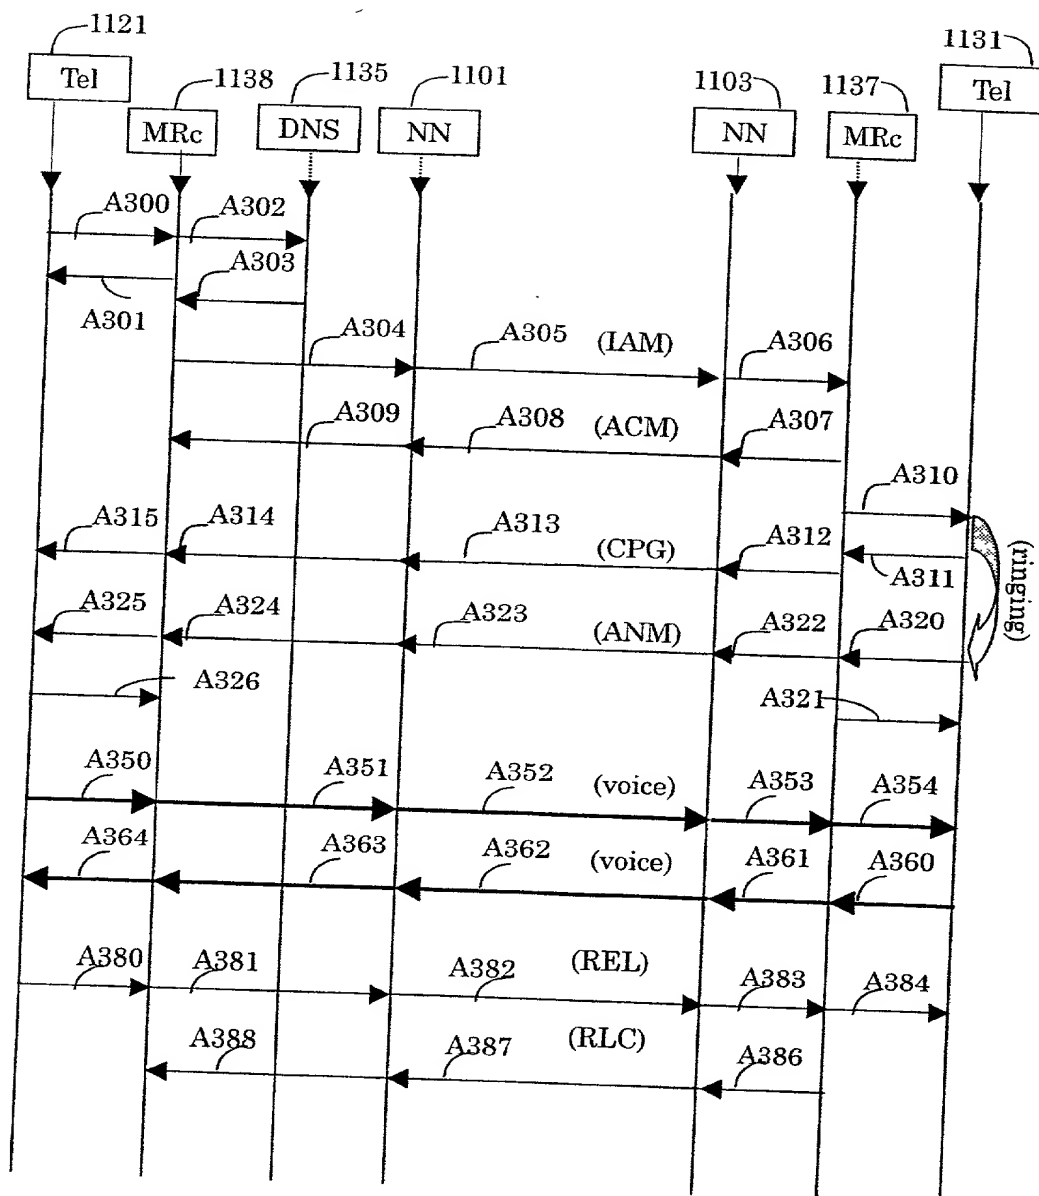 1121
1131
1138
1135
1101
1103
1137
Tel
Tel
MRc
DNS
NN
NN
MRc
A300
A302
A303
A301
A304
A305
(IAM)
A306
A309
A308
(ACM)
A307
A310
A315
A314
A313
(CPG)
A312
A311
(ringing)
A325
A324
A323
(ANM)
A322
A320
A326
A321
A350
A351
A352
(voice)
A353
A354
A364
A363
A362
(voice)
A361
A360
A380
A381
A382
(REL)
A383
A384
A388
A387
(RLC)
A386